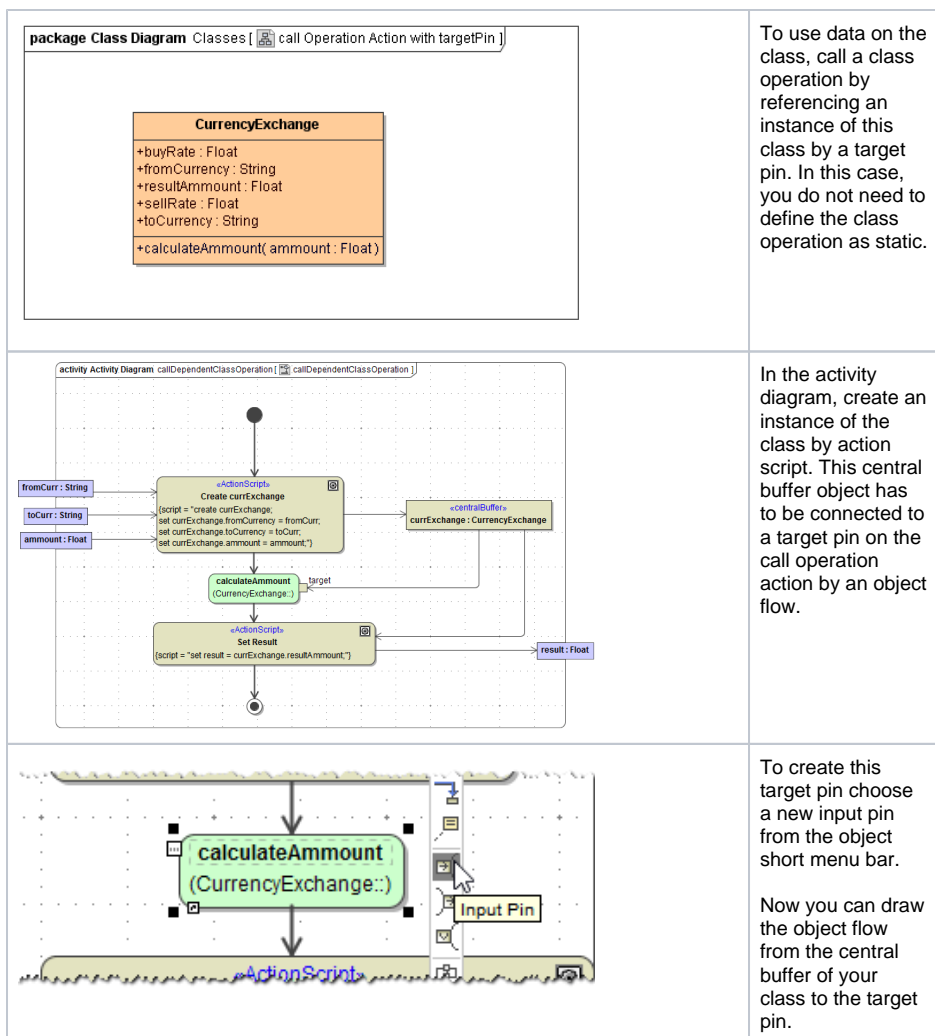 package Class Diagram Classes [ call Operation Action with targetPin ]
CurrencyExchange
+buyRate : Float
+fromCurrency : String
+resultAmmount : Float
+sellRate : Float
+toCurrency : String
+calculateAmmount( ammount : Float )
To use data on the
class, call a class
operation by
referencing an
instance of this
class by a target
pin. In this case,
you do not need to
define the class
operation as static.
activity Activity Diagram callDependentClassOperation [ callDependentClassOperation ]
fromCurr : String
toCurr : String
ammount : Float
«ActionScript»
Create currExchange
{script = "create currExchange;
set currExchange.fromCurrency = fromCurr;
set currExchange.toCurrency = toCurr;
set currExchange.ammount = ammount;"}
«centralBuffer»
currExchange : CurrencyExchange
calculateAmmount
(CurrencyExchange::)
target
«ActionScript»
Set Result
{script = "set result = currExchange.resultAmmount;"}
result : Float
In the activity
diagram, create an
instance of the
class by action
script. This central
buffer object has
to be connected to
a target pin on the
call operation
action by an object
flow.
calculateAmmount
(CurrencyExchange::)
Input Pin
«ActionScript»
To create this
target pin choose
a new input pin
from the object
short menu bar.
Now you can draw
the object flow
from the central
buffer of your
class to the target
pin.